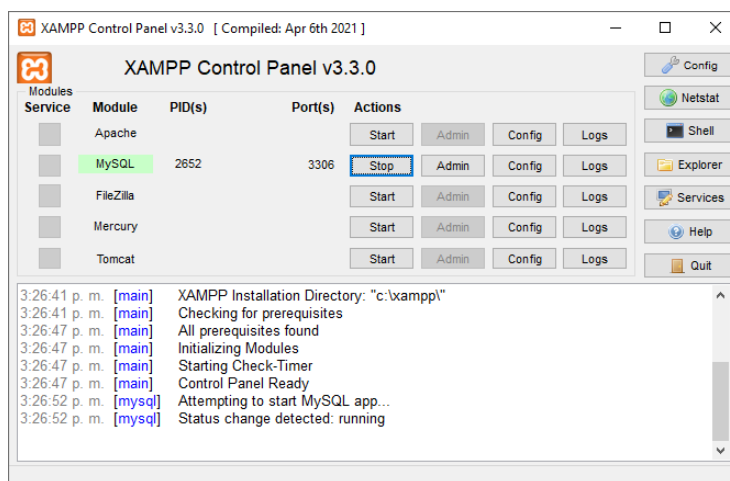 XAMPP Control Panel v3.3.0 [ Compiled: Apr 6th 2021 ]
XAMPP Control Panel v3.3.0
Config
Modules
Netstat
Service Module PID(s) Port(s) Actions
Apache Start Admin Config Logs
Shell
MySQL 2652 3306 Stop Admin Config Logs
Explorer
FileZilla Start Admin Config Logs
Services
Mercury Start Admin Config Logs
Help
Tomcat Start Admin Config Logs
Quit
3:26:41 p. m. [main] XAMPP Installation Directory: "c:\xampp\"
3:26:41 p. m. [main] Checking for prerequisites
3:26:47 p. m. [main] All prerequisites found
3:26:47 p. m. [main] Initializing Modules
3:26:47 p. m. [main] Starting Check-Timer
3:26:47 p. m. [main] Control Panel Ready
3:26:52 p. m. [mysql] Attempting to start MySQL app...
3:26:52 p. m. [mysql] Status change detected: running